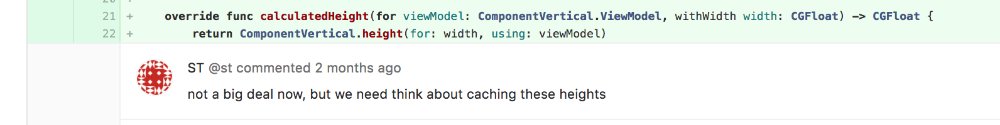 21 + override func calculatedHeight(for viewModel: ComponentVertical.ViewModel, withWidth width: CGFloat) -> CGFloat {
22 + return ComponentVertical.height(for: width, using: viewModel)
ST @st commented 2 months ago
not a big deal now, but we need think about caching these heights